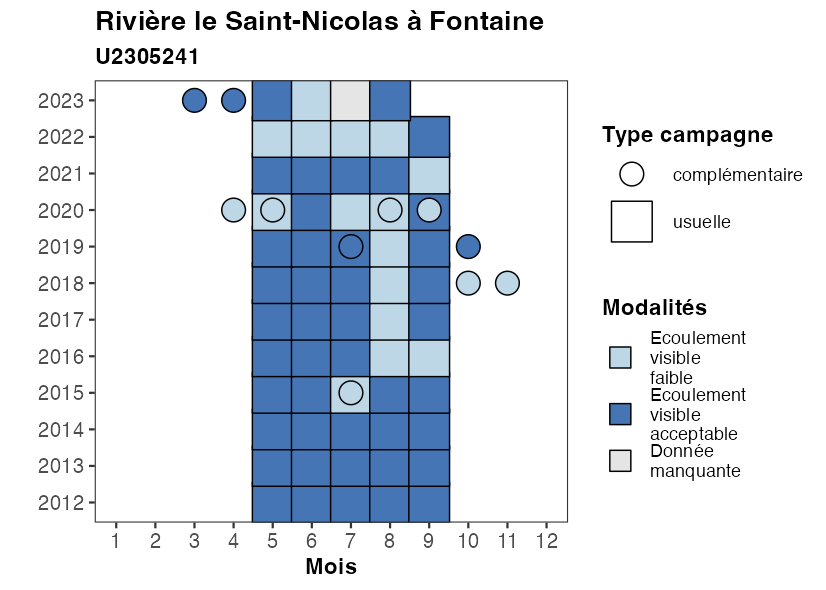 Rivière le Saint-Nicolas à Fontaine
U2305241
2023
2022
2021
2020
2019
2018
2017
2016
2015
2014
2013
2012
1 2 3 4 5 6 7 8 9 10 11 12
Mois
Type campagne
complémentaire
usuelle
Modalités
Ecoulement
visible
faible
Ecoulement
visible
acceptable
Donnée
manquante